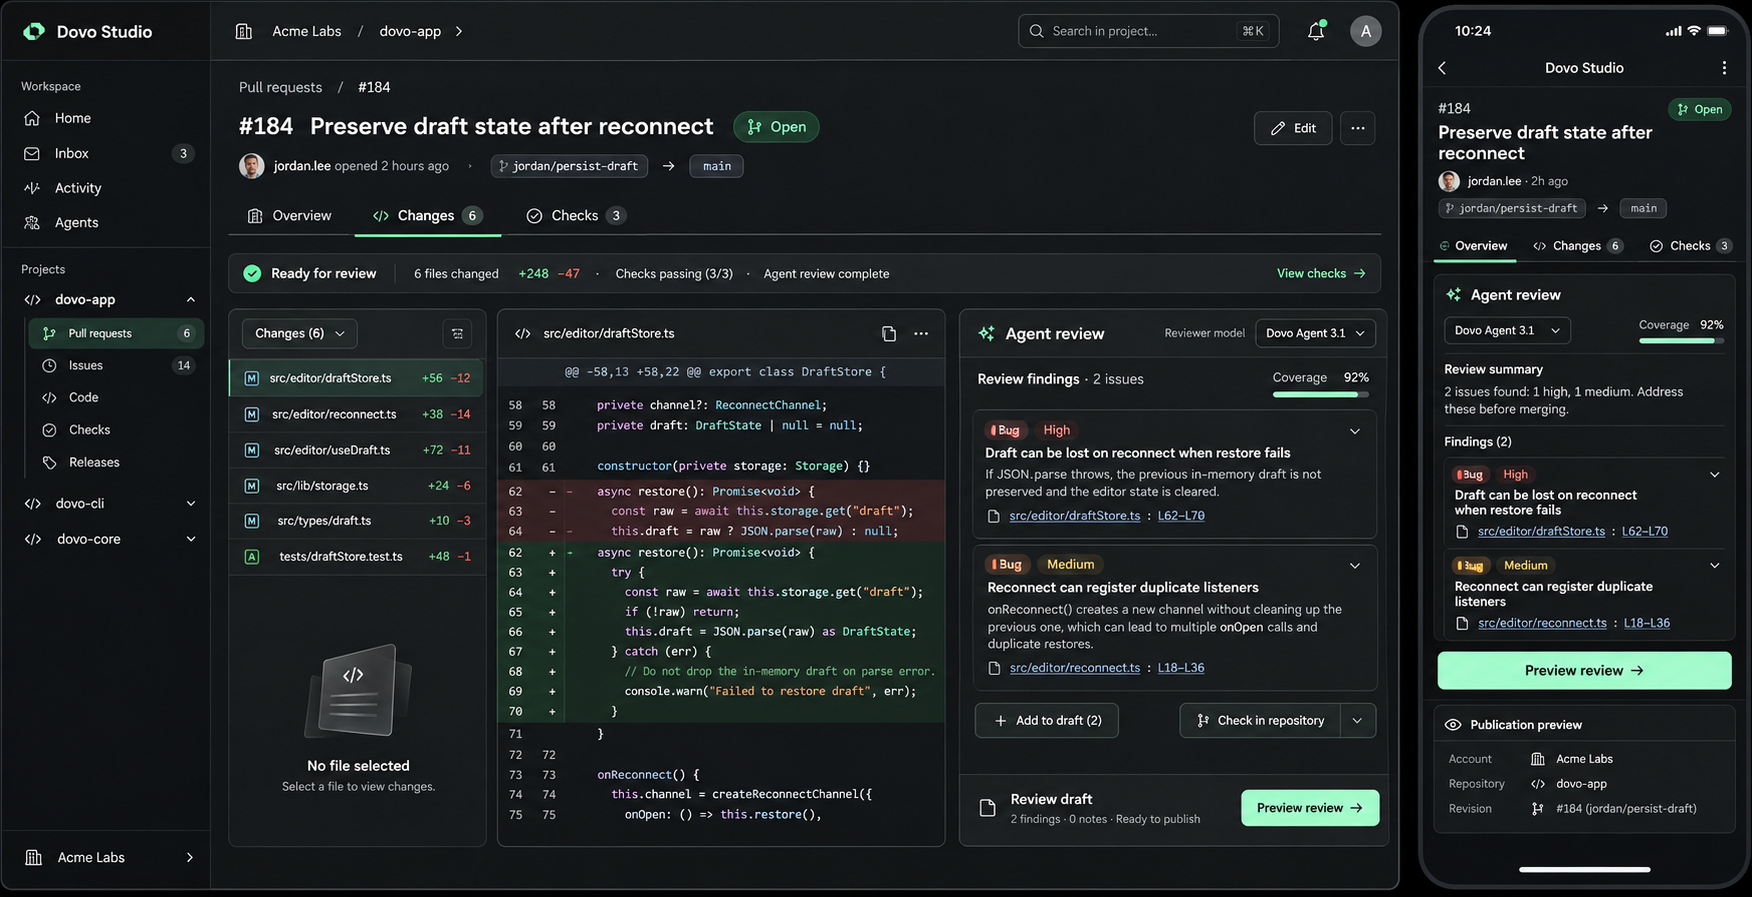 Dovo Studio
Workspace
Home
Inbox 3
Activity
Agents
Projects
dovo-app
Pull requests 6
Issues 14
Code
Checks
Releases
dovo-cli
dovo-core
Acme Labs
Acme Labs / dovo-app
Search in project... ⌘K
A
Pull requests / #184
#184 Preserve draft state after reconnect
Open
Edit
jordan.lee opened 2 hours ago · jordan/persist-draft → main
Overview
Changes 6
Checks 3
Ready for review
6 files changed +248 −47 · Checks passing (3/3) · Agent review complete
View checks →
Changes (6)
M src/editor/draftStore.ts +56 −12
M src/editor/reconnect.ts +38 −14
M src/editor/useDraft.ts +72 −11
M src/lib/storage.ts +24 −6
M src/types/draft.ts +10 −3
A tests/draftStore.test.ts +48 −1
No file selected
Select a file to view changes.
</> src/editor/draftStore.ts
@@ -58,13 +58,22 @@ export class DraftStore {
58 58 private channel?: ReconnectChannel;
59 59 private draft: DraftState | null = null;
60 60
61 61 constructor(private storage: Storage) {}
62 - - async restore(): Promise<void> {
63 - const raw = await this.storage.get("draft");
64 - - this.draft = raw ? JSON.parse(raw) : null;
62 + + async restore(): Promise<void> {
63 + try {
64 + const raw = await this.storage.get("draft");
65 + if (!raw) return;
66 + this.draft = JSON.parse(raw) as DraftState;
67 + } catch (err) {
68 + // Do not drop the in-memory draft on parse error.
69 + console.warn("Failed to restore draft", err);
70 + }
71 }
72 72
73 73 onReconnect() {
74 74 this.channel = createReconnectChannel({
75 75 onOpen: () => this.restore(),
Agent review
Reviewer model Dovo Agent 3.1
Review findings · 2 issues
Coverage 92%
Bug High
Draft can be lost on reconnect when restore fails
If JSON.parse throws, the previous in-memory draft is not
preserved and the editor state is cleared.
src/editor/draftStore.ts : L62–L70
Bug Medium
Reconnect can register duplicate listeners
onReconnect() creates a new channel without cleaning up the
previous one, which can lead to multiple onOpen calls and
duplicate restores.
src/editor/reconnect.ts : L18–L36
+ Add to draft (2)
Check in repository
Review draft
2 findings · 0 notes · Ready to publish
Preview review →
10:24
Dovo Studio
#184
Open
Preserve draft state after
reconnect
jordan.lee · 2h ago
jordan/persist-draft → main
Overview
Changes 6
Checks 3
Agent review
Dovo Agent 3.1
Coverage 92%
Review summary
2 issues found: 1 high, 1 medium. Address
these before merging.
Findings (2)
Bug High
Draft can be lost on reconnect
when restore fails
src/editor/draftStore.ts : L62–L70
Medium
Reconnect can register duplicate
listeners
src/editor/reconnect.ts : L18–L36
Preview review →
Publication preview
Account Acme Labs
Repository </> dovo-app
Revision #184 (jordan/persist-draft)